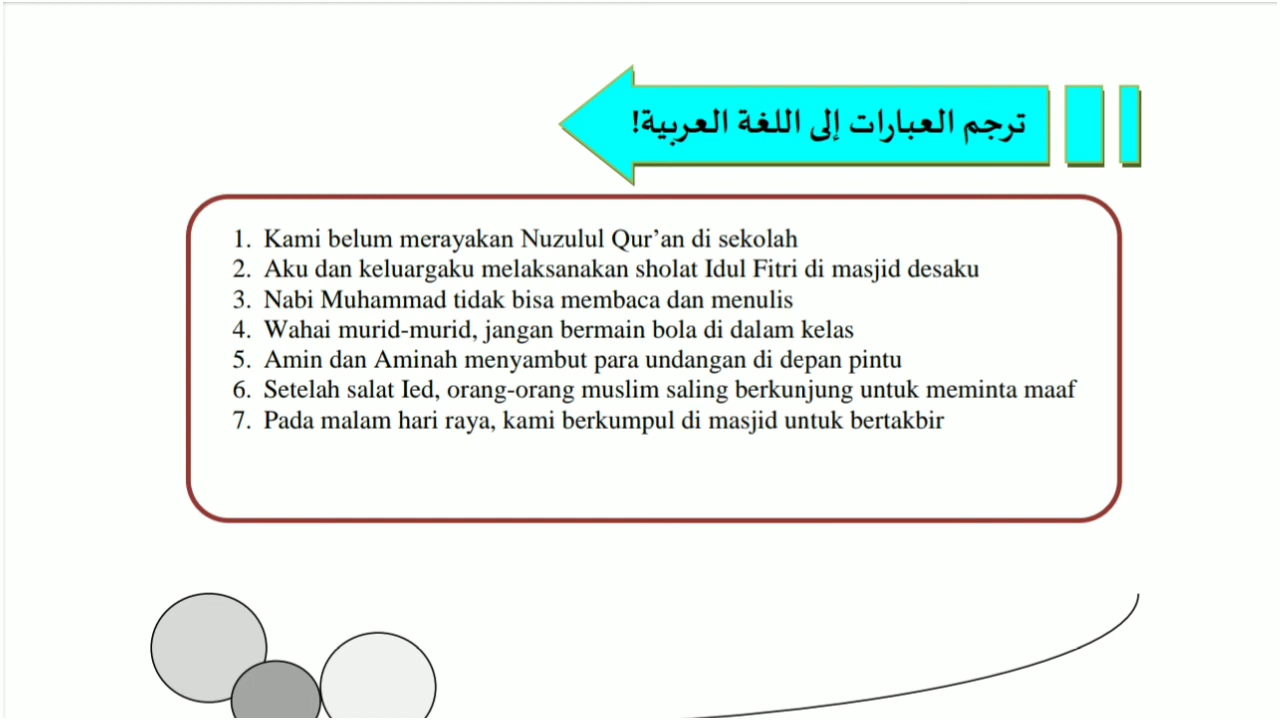 ترجم العبارات إلى اللغة العربية!
1. Kami belum merayakan Nuzulul Qur’an di sekolah
2. Aku dan keluargaku melaksanakan sholat Idul Fitri di masjid desaku
3. Nabi Muhammad tidak bisa membaca dan menulis
4. Wahai murid-murid, jangan bermain bola di dalam kelas
5. Amin dan Aminah menyambut para undangan di depan pintu
6. Setelah salat Ied, orang-orang muslim saling berkunjung untuk meminta maaf
7. Pada malam hari raya, kami berkumpul di masjid untuk bertakbir